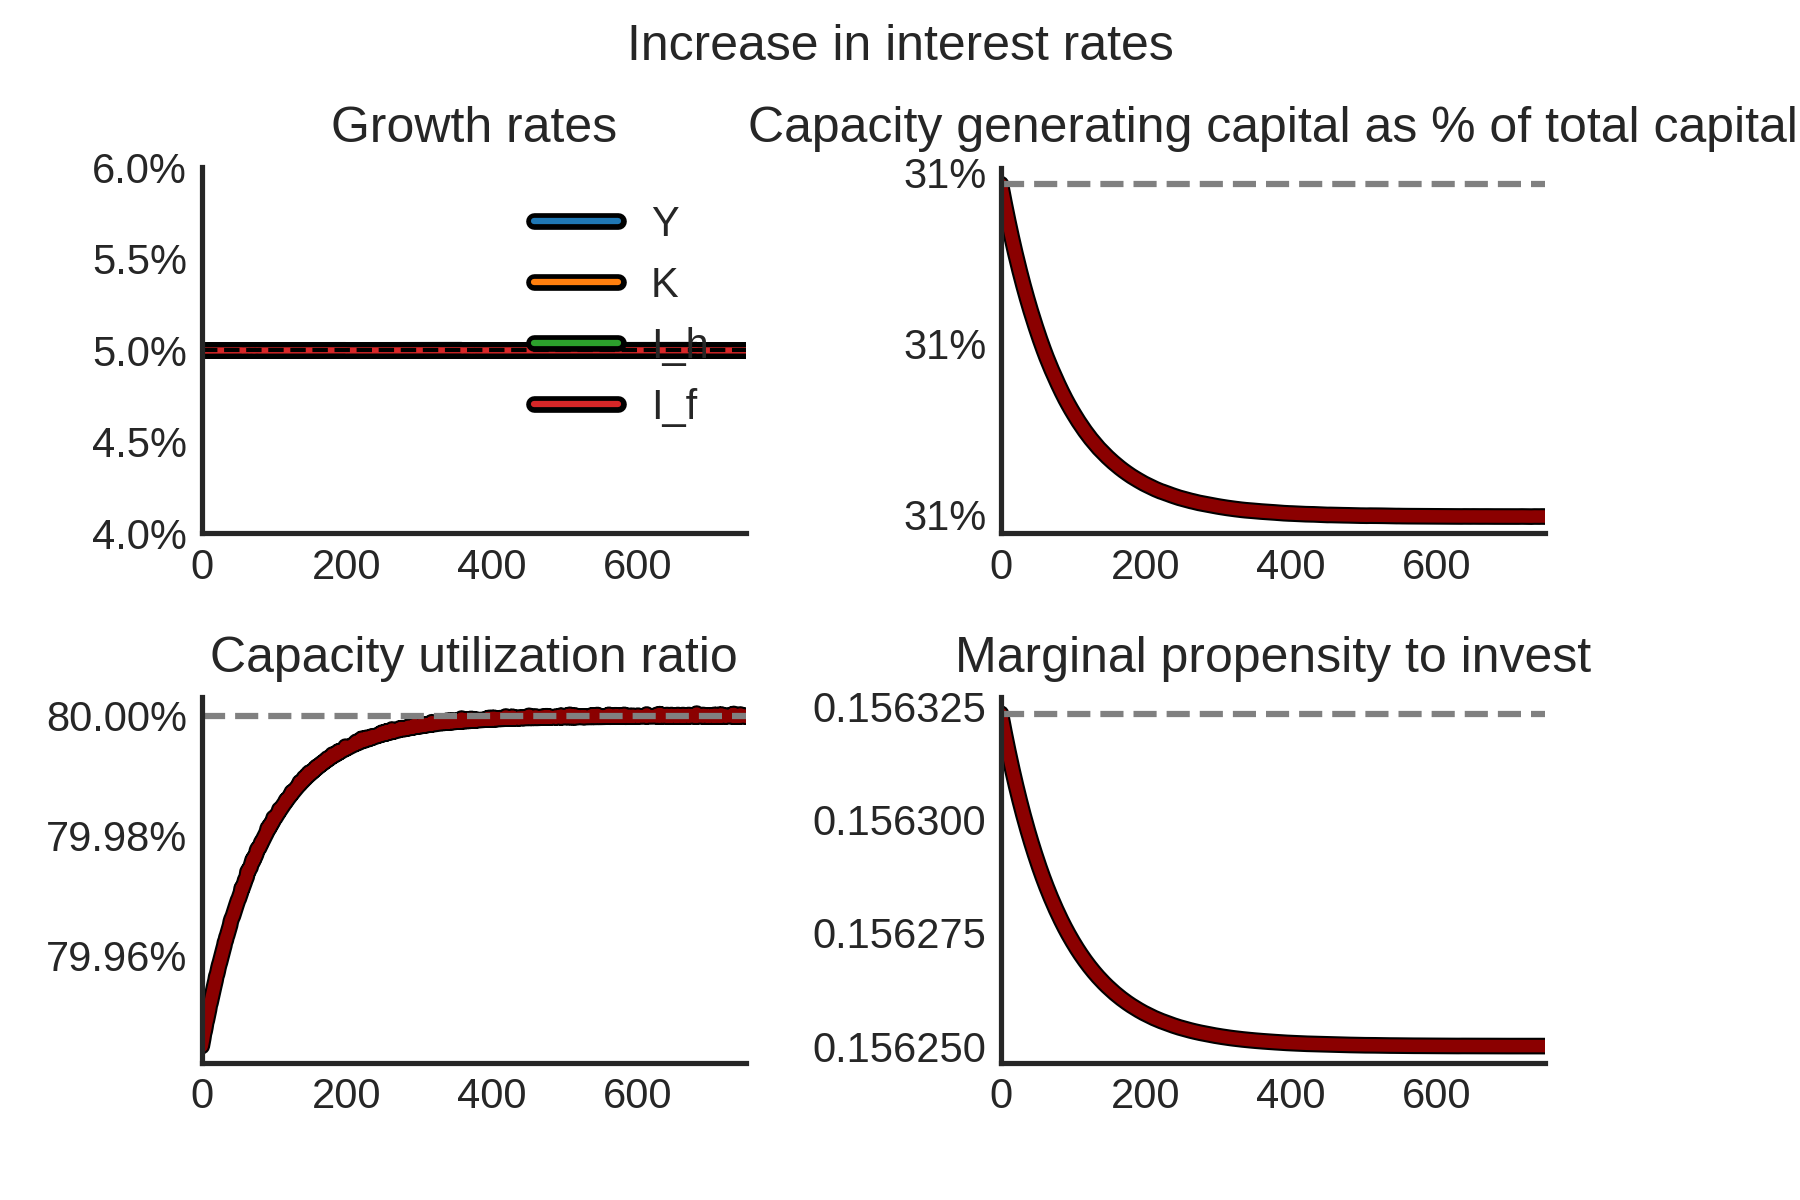 Increase in interest rates
Growth rates
6.0%
5.5%
5.0%
4.5%
4.0%
0 200 400 600
Y
K
I_h
I_f
Capacity generating capital as % of total capital
31%
31%
31%
0 200 400 600
Capacity utilization ratio
80.00%
79.98%
79.96%
0 200 400 600
Marginal propensity to invest
0.156325
0.156300
0.156275
0.156250
0 200 400 600